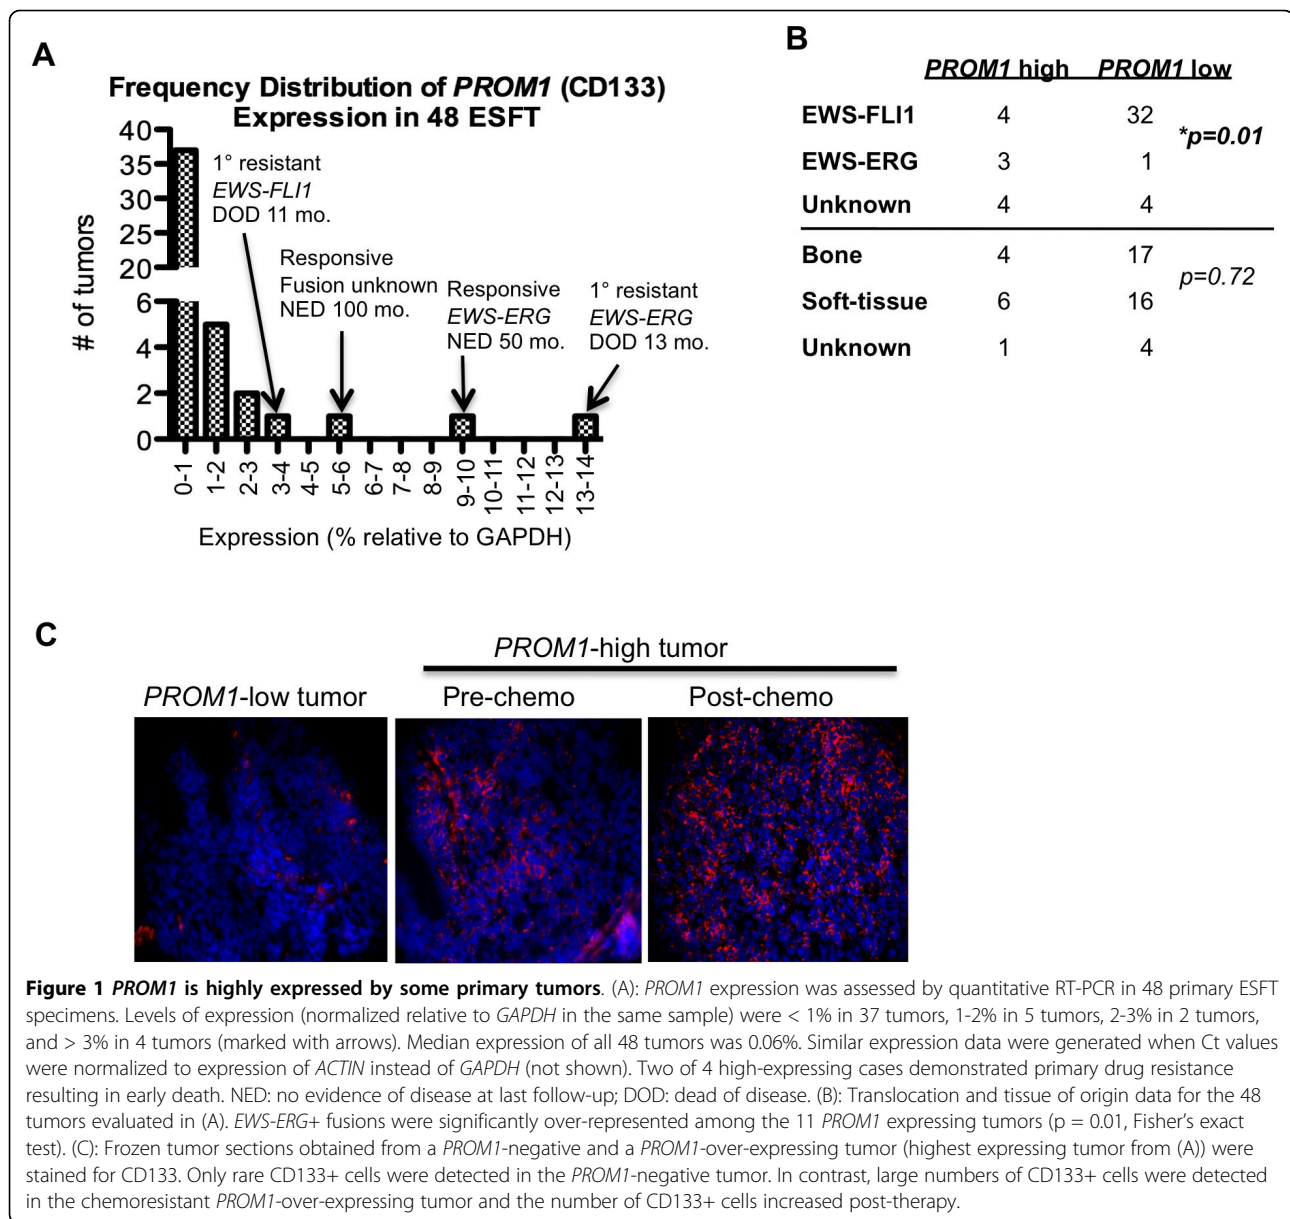 A
Frequency Distribution of PROM1 (CD133)
Expression in 48 ESFT
# of tumors
40
35
30
25
20
6
4
2
0
1° resistant
EWS-FLI1
DOD 11 mo.
Responsive
Fusion unknown
NED 100 mo.
Responsive
EWS-ERG
NED 50 mo.
1° resistant
EWS-ERG
DOD 13 mo.
0-1
1-2
2-3
3-4
4-5
5-6
6-7
7-8
8-9
9-10
10-11
11-12
12-13
13-14
Expression (% relative to GAPDH)
B
PROM1 high PROM1 low
EWS-FLI1 4 32
*p=0.01
EWS-ERG 3 1
Unknown 4 4
Bone 4 17
p=0.72
Soft-tissue 6 16
Unknown 1 4
C
PROM1-high tumor
PROM1-low tumor Pre-chemo Post-chemo
Figure 1 PROM1 is highly expressed by some primary tumors. (A): PROM1 expression was assessed by quantitative RT-PCR in 48 primary ESFT
specimens. Levels of expression (normalized relative to GAPDH in the same sample) were < 1% in 37 tumors, 1-2% in 5 tumors, 2-3% in 2 tumors,
and > 3% in 4 tumors (marked with arrows). Median expression of all 48 tumors was 0.06%. Similar expression data were generated when Ct values
were normalized to expression of ACTIN instead of GAPDH (not shown). Two of 4 high-expressing cases demonstrated primary drug resistance
resulting in early death. NED: no evidence of disease at last follow-up; DOD: dead of disease. (B): Translocation and tissue of origin data for the 48
tumors evaluated in (A). EWS-ERG+ fusions were significantly over-represented among the 11 PROM1 expressing tumors (p = 0.01, Fisher's exact
test). (C): Frozen tumor sections obtained from a PROM1-negative and a PROM1-over-expressing tumor (highest expressing tumor from (A)) were
stained for CD133. Only rare CD133+ cells were detected in the PROM1-negative tumor. In contrast, large numbers of CD133+ cells were detected
in the chemoresistant PROM1-over-expressing tumor and the number of CD133+ cells increased post-therapy.